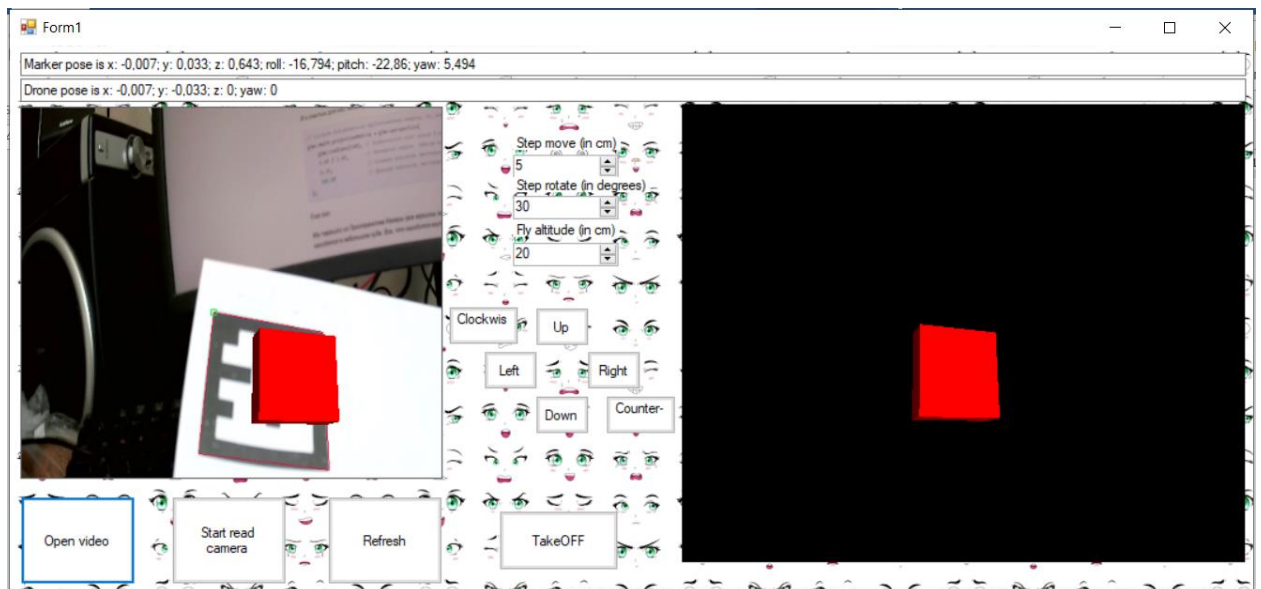 Form1
Marker pose is x: -0,007; y: 0,033; z: 0,643; roll: -16,794; pitch: -22,86; yaw: 5,494
Drone pose is x: -0,007; y: -0,033; z: 0; yaw: 0
Step move (in cm)
5
Step rotate (in degrees)
30
Fly altitude (in cm)
20
Clockwis
Up
Left
Right
Down
Counter-
Open video
Start read
camera
Refresh
TakeOFF